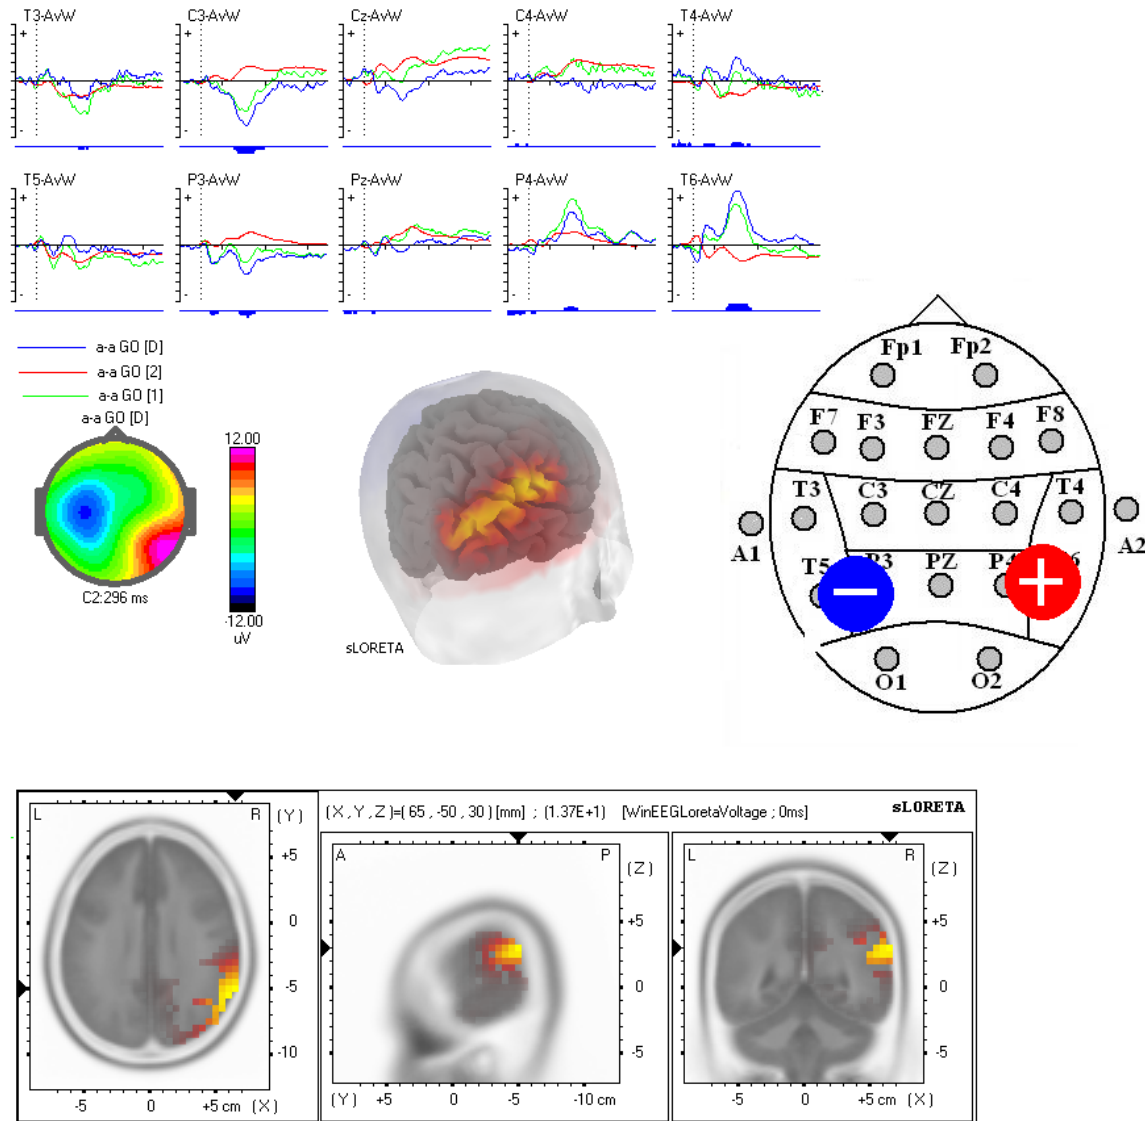 T3-AvW C3-AvW Cz-AvW C4-AvW T4-AvW
+ + + + +
- - - - -
T5-AvW P3-AvW Pz-AvW P4-AvW T6-AvW
+ + + + +
- - - - -
a-a GO [D]
a-a GO [2]
a-a GO [1]
a-a GO [D]
12.00
-12.00
uV
C2:296 ms
sLORETA
Fp1 Fp2
F7 F3 FZ F4 F8
T3 C3 CZ C4 T4
A1 A2
T5 P3 PZ P4 6
− +
O1 O2
(X,Y,Z)=(65,-50,30)[mm] ; (1.37E+1) [WinEEGLoretaVoltage ; 0ms] sLORETA
L R (Y)
+5
0
-5
-10
-5 0 +5 cm (X)
A P (Z)
+5
0
-5
(Y) +5 0 -5 -10 cm
L R (Z)
+5
0
-5
-5 0 +5 cm (X)